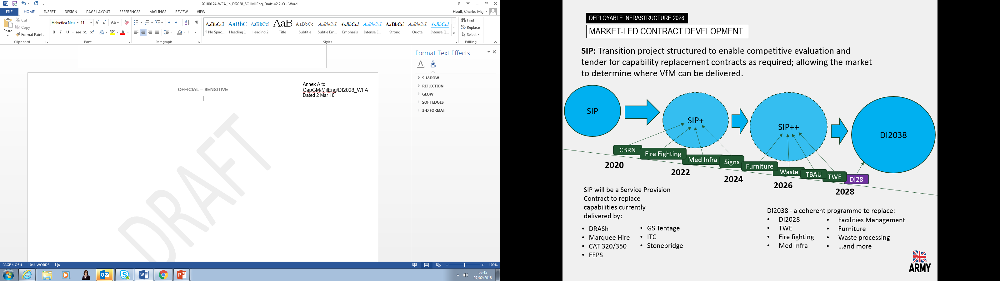 20180124-WFA_in_DI2028_SO1MilEng_Draft-v2.2-O - Word
FILE
HOME
INSERT
DESIGN
PAGE LAYOUT
REFERENCES
MAILINGS
REVIEW
VIEW
Hoult, Charles Maj
Paste
Cut
Copy
Format Painter
Clipboard
Helvetica Neu
11
Font
Paragraph
AaBbCcI
AaBbC
AaBbCcI
AaB
AaBbCc
AaBbCcI
AaBbCcI
AaBbCcI
AaBbCcl
AaBbCcI
AaBbCcI
¶ No Spac...
Heading 1
Heading 2
Title
Subtitle
Subtle Em...
Emphasis
Intense E...
Strong
Quote
Intense Q...
Styles
Find
Replace
Select
Editing
Format Text Effects
SHADOW
REFLECTION
GLOW
SOFT EDGES
3-D FORMAT
OFFICIAL – SENSITIVE
Annex A to
CapGM/MilEng/DI2028_WFA
Dated 2 Mar 18
DRAFT
PAGE 4 OF 4
1044 WORDS
100%
09:45
07/02/2018
DEPLOYABLE INFRASTRUCTURE 2028
MARKET-LED CONTRACT DEVELOPMENT
SIP: Transition project structured to enable competitive evaluation and
tender for capability replacement contracts as required; allowing the market
to determine where VfM can be delivered.
SIP
SIP+
SIP++
DI2038
CBRN
Fire Fighting
Med Infra
Signs
Furniture
Waste
TBAU
TWE
DI28
2020
2022
2024
2026
2028
SIP will be a Service Provision
Contract to replace
capabilities currently
delivered by:
• DRASh
• Marquee Hire
• CAT 320/350
• FEPS
• GS Tentage
• ITC
• Stonebridge
DI2038 - a coherent programme to replace:
• DI2028
• TWE
• Fire fighting
• Med Infra
• Facilities Management
• Furniture
• Waste processing
• ...and more
ARMY